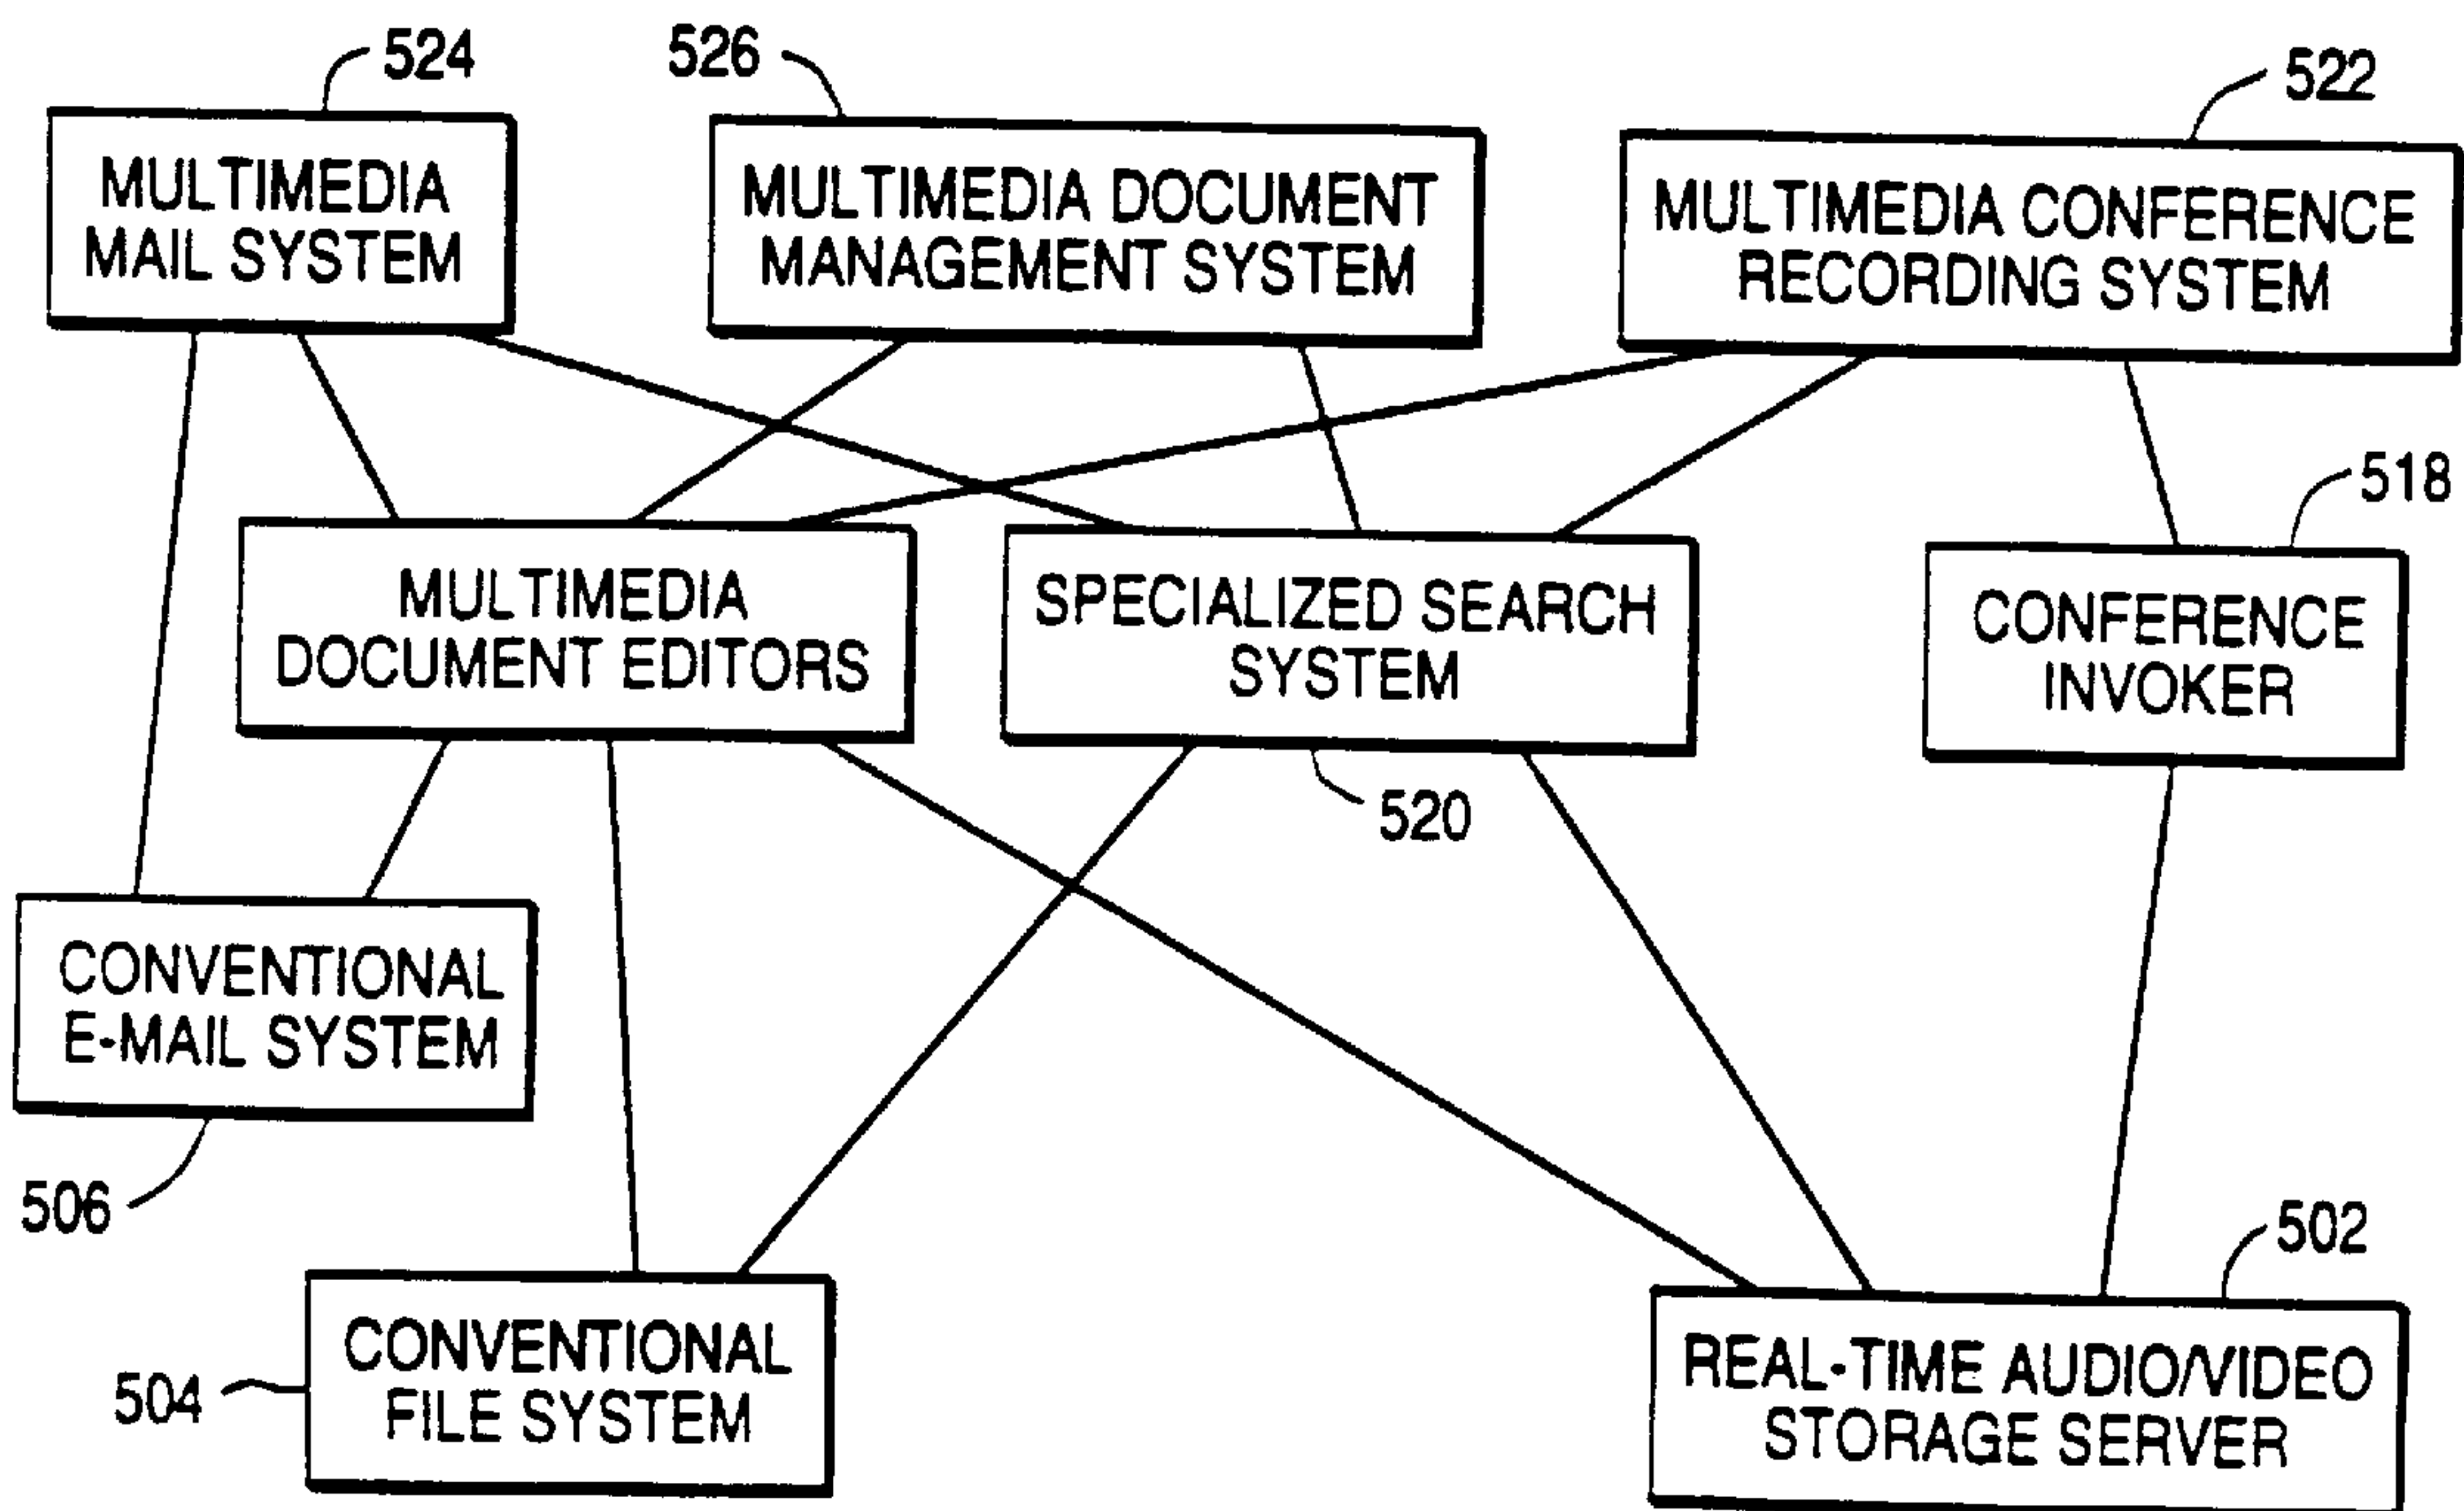 524
526
522
MULTIMEDIA
MAIL SYSTEM
MULTIMEDIA DOCUMENT
MANAGEMENT SYSTEM
MULTIMEDIA CONFERENCE
RECORDING SYSTEM
518
MULTIMEDIA
DOCUMENT EDITORS
SPECIALIZED SEARCH
SYSTEM
CONFERENCE
INVOKER
520
CONVENTIONAL
E-MAIL SYSTEM
506
502
504
CONVENTIONAL
FILE SYSTEM
REAL-TIME AUDIO/VIDEO
STORAGE SERVER